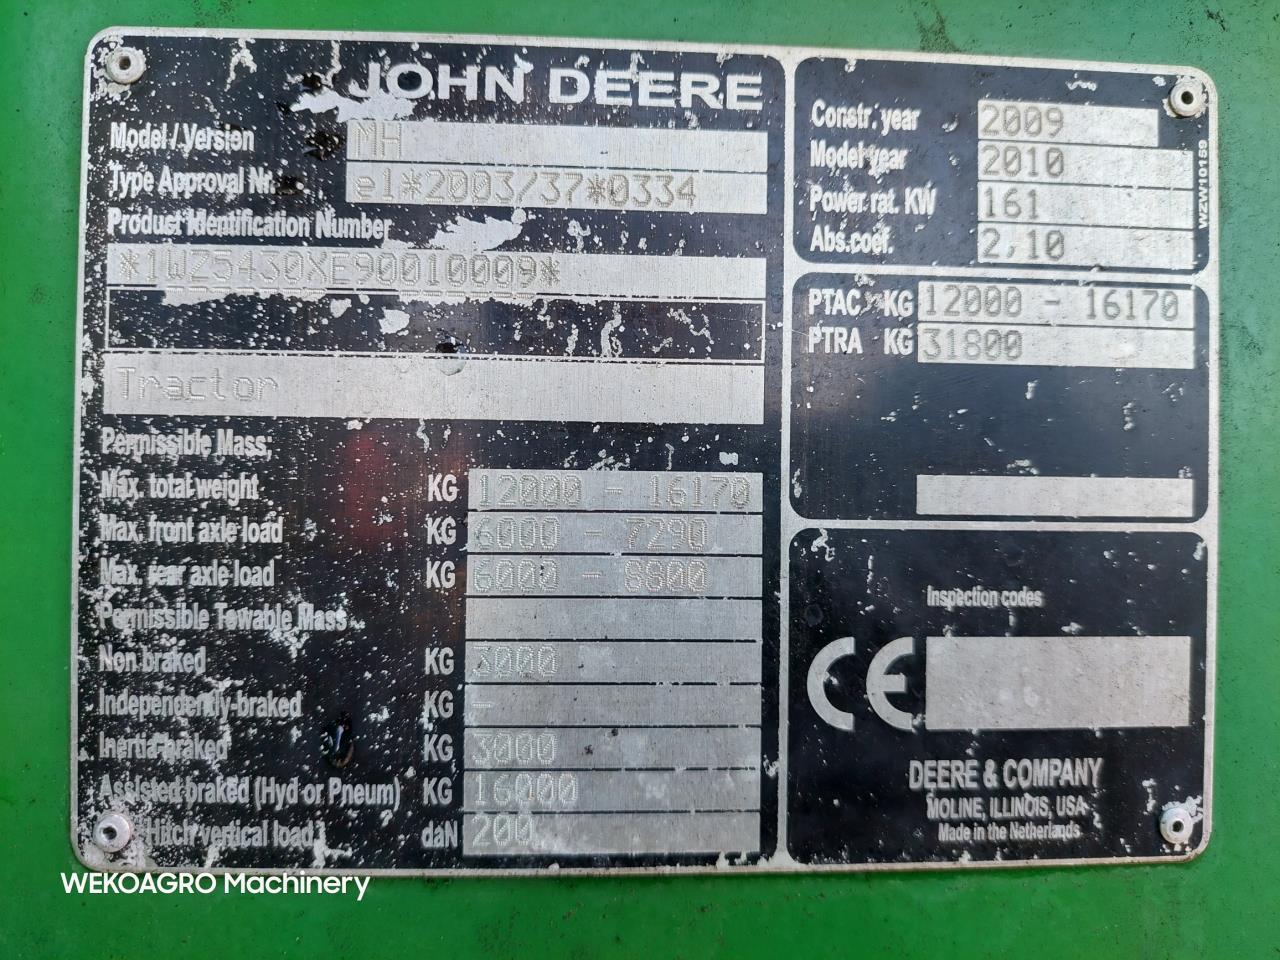 JOHN DEERE
Model / Version MH
Type Approval Nr. e1*2003/37*0334
Product Identification Number
*1WZ5430XE90010009*
Tractor
Permissible Mass:
Max. total weight KG 12000 - 16170
Max. front axle load KG 6000 - 7290
Max. rear axle load KG 6000 - 8800
Permissible Towable Mass
Non braked KG 3000
Independently-braked KG -
Inertia-braked KG 3000
Assisted braked (Hyd or Pneum) KG 16000
Hitch vertical load daN 200
Constr. year 2009
Model year 2010
Power rat. KW 161
Abs.coef. 2,10
WZW10159
PTAC KG 12000 - 16170
PTRA KG 31800
Inspection codes
CE
DEERE & COMPANY
MOLINE, ILLINOIS, USA
Made in the Netherlands
WEKOAGRO Machinery